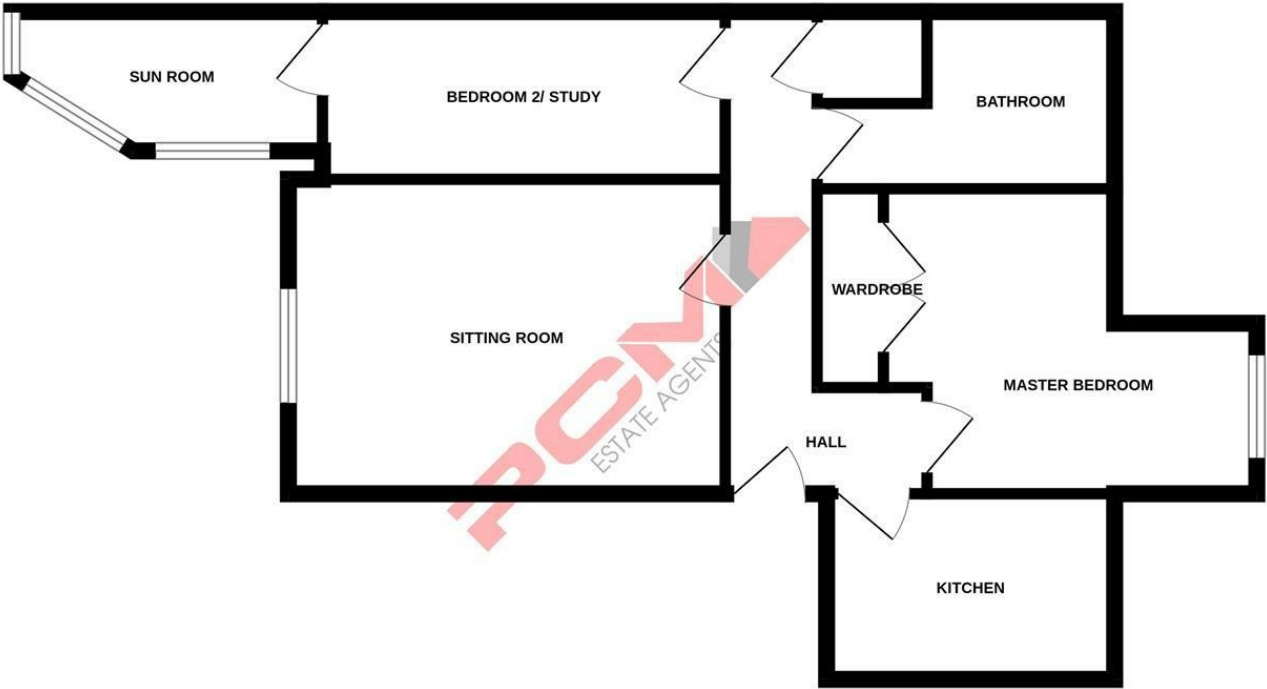 SUN ROOM
BEDROOM 2/ STUDY
BATHROOM
WARDROBE
SITTING ROOM
MASTER BEDROOM
HALL
KITCHEN
PCM
ESTATE AGENTS